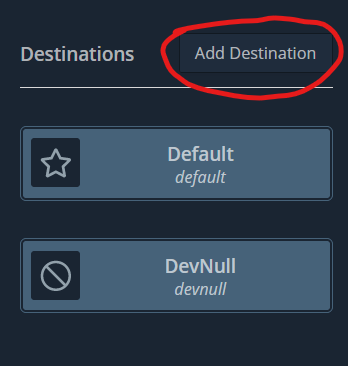 Destinations
Add Destination
Default
default
DevNull
devnull